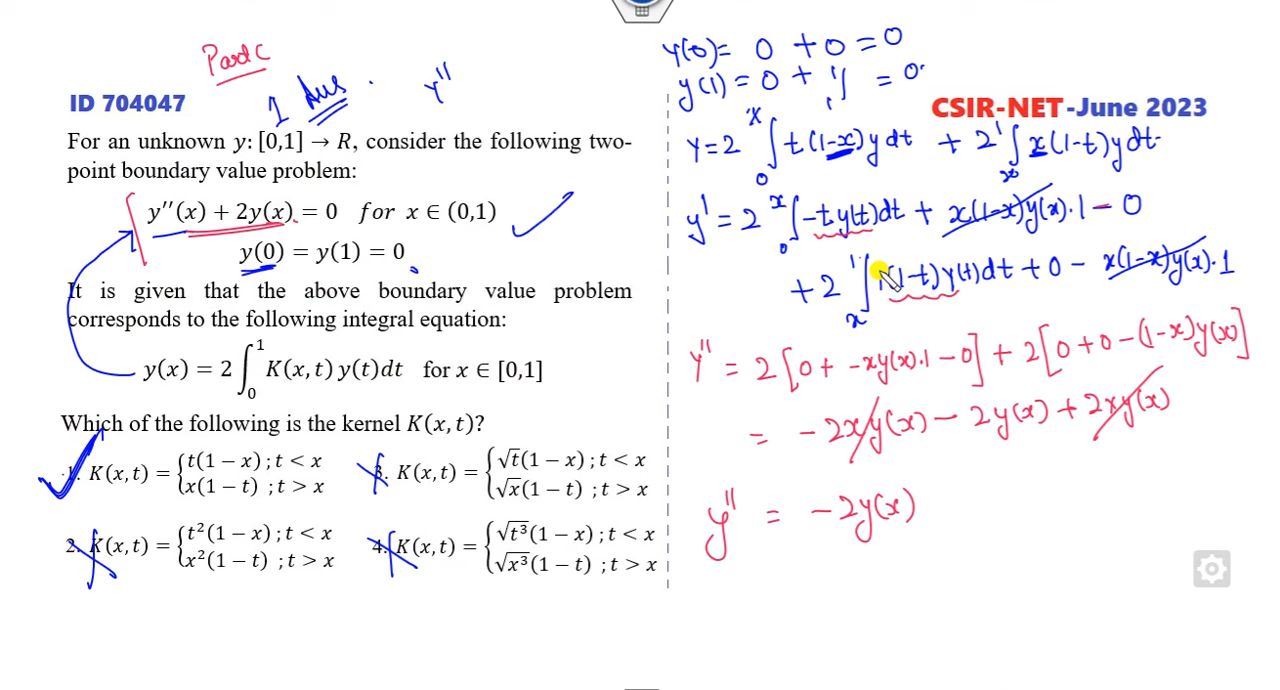 Part C
1 Ans.
y''
ID 704047
For an unknown y: [0,1] → R, consider the following two-
point boundary value problem:
y′′(x) + 2y(x) = 0 for x ∈ (0,1)
y(0) = y(1) = 0
It is given that the above boundary value problem
corresponds to the following integral equation:
y(x) = 2 ∫₀¹ K(x,t) y(t)dt for x ∈ [0,1]
Which of the following is the kernel K(x,t)?
1. K(x,t) = {t(1 − x) ; t < x
x(1 − t) ; t > x
2. K(x,t) = {t²(1 − x) ; t < x
x²(1 − t) ; t > x
3. K(x,t) = {√t(1 − x) ; t < x
√x(1 − t) ; t > x
4. K(x,t) = {√t³(1 − x) ; t < x
√x³(1 − t) ; t > x
y(0) = 0 + 0 = 0
y(1) = 0 + ∫₁¹ = 0
CSIR-NET-June 2023
y = 2 ∫₀ˣ t(1-x)y dt + 2 ∫ₓ¹ x(1-t)y dt
y' = 2 ∫₀ˣ -t y(t)dt + x(1-x)y(x).1 - 0
+ 2 ∫ₓ¹ 1(1-t)y(t)dt + 0 - x(1-x)y(x).1
y'' = 2[0 + -xy(x).1 - 0] + 2[0+0-(1-x)y(x)]
= -2xy(x) - 2y(x) + 2xy(x)
y'' = -2y(x)